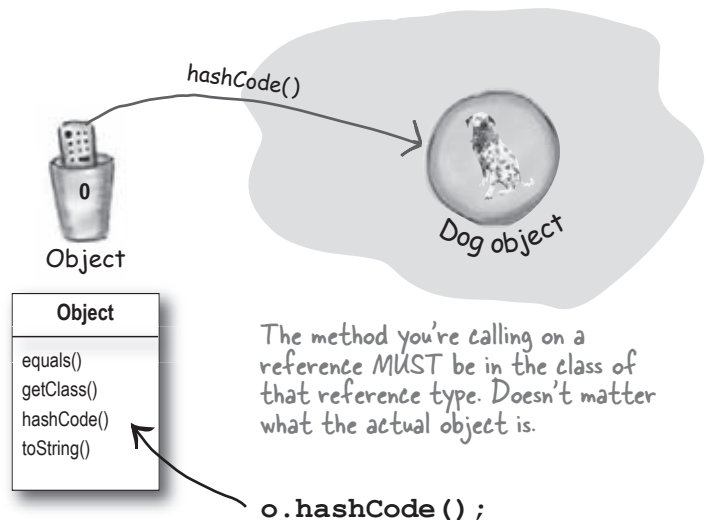 hashCode()
0
Object
Dog object
Object
equals()
getClass()
hashCode()
toString()
The method you're calling on a
reference MUST be in the class of
that reference type. Doesn't matter
what the actual object is.
o.hashCode();